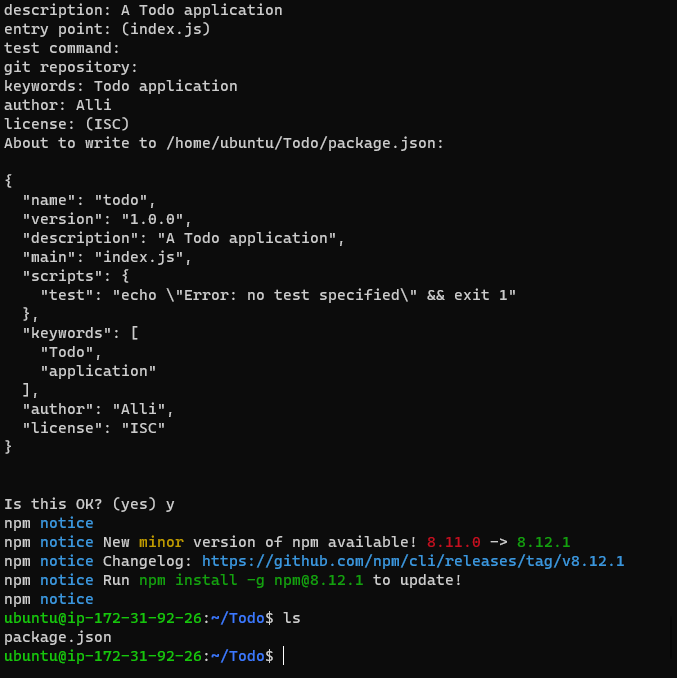 description: A Todo application
entry point: (index.js)
test command:
git repository:
keywords: Todo application
author: Alli
license: (ISC)
About to write to /home/ubuntu/Todo/package.json:

{
  "name": "todo",
  "version": "1.0.0",
  "description": "A Todo application",
  "main": "index.js",
  "scripts": {
    "test": "echo \"Error: no test specified\" && exit 1"
  },
  "keywords": [
    "Todo",
    "application"
  ],
  "author": "Alli",
  "license": "ISC"
}

Is this OK? (yes) y
npm notice
npm notice New minor version of npm available! 8.11.0 -> 8.12.1
npm notice Changelog: https://github.com/npm/cli/releases/tag/v8.12.1
npm notice Run npm install -g npm@8.12.1 to update!
npm notice
ubuntu@ip-172-31-92-26:~/Todo$ ls
package.json
ubuntu@ip-172-31-92-26:~/Todo$